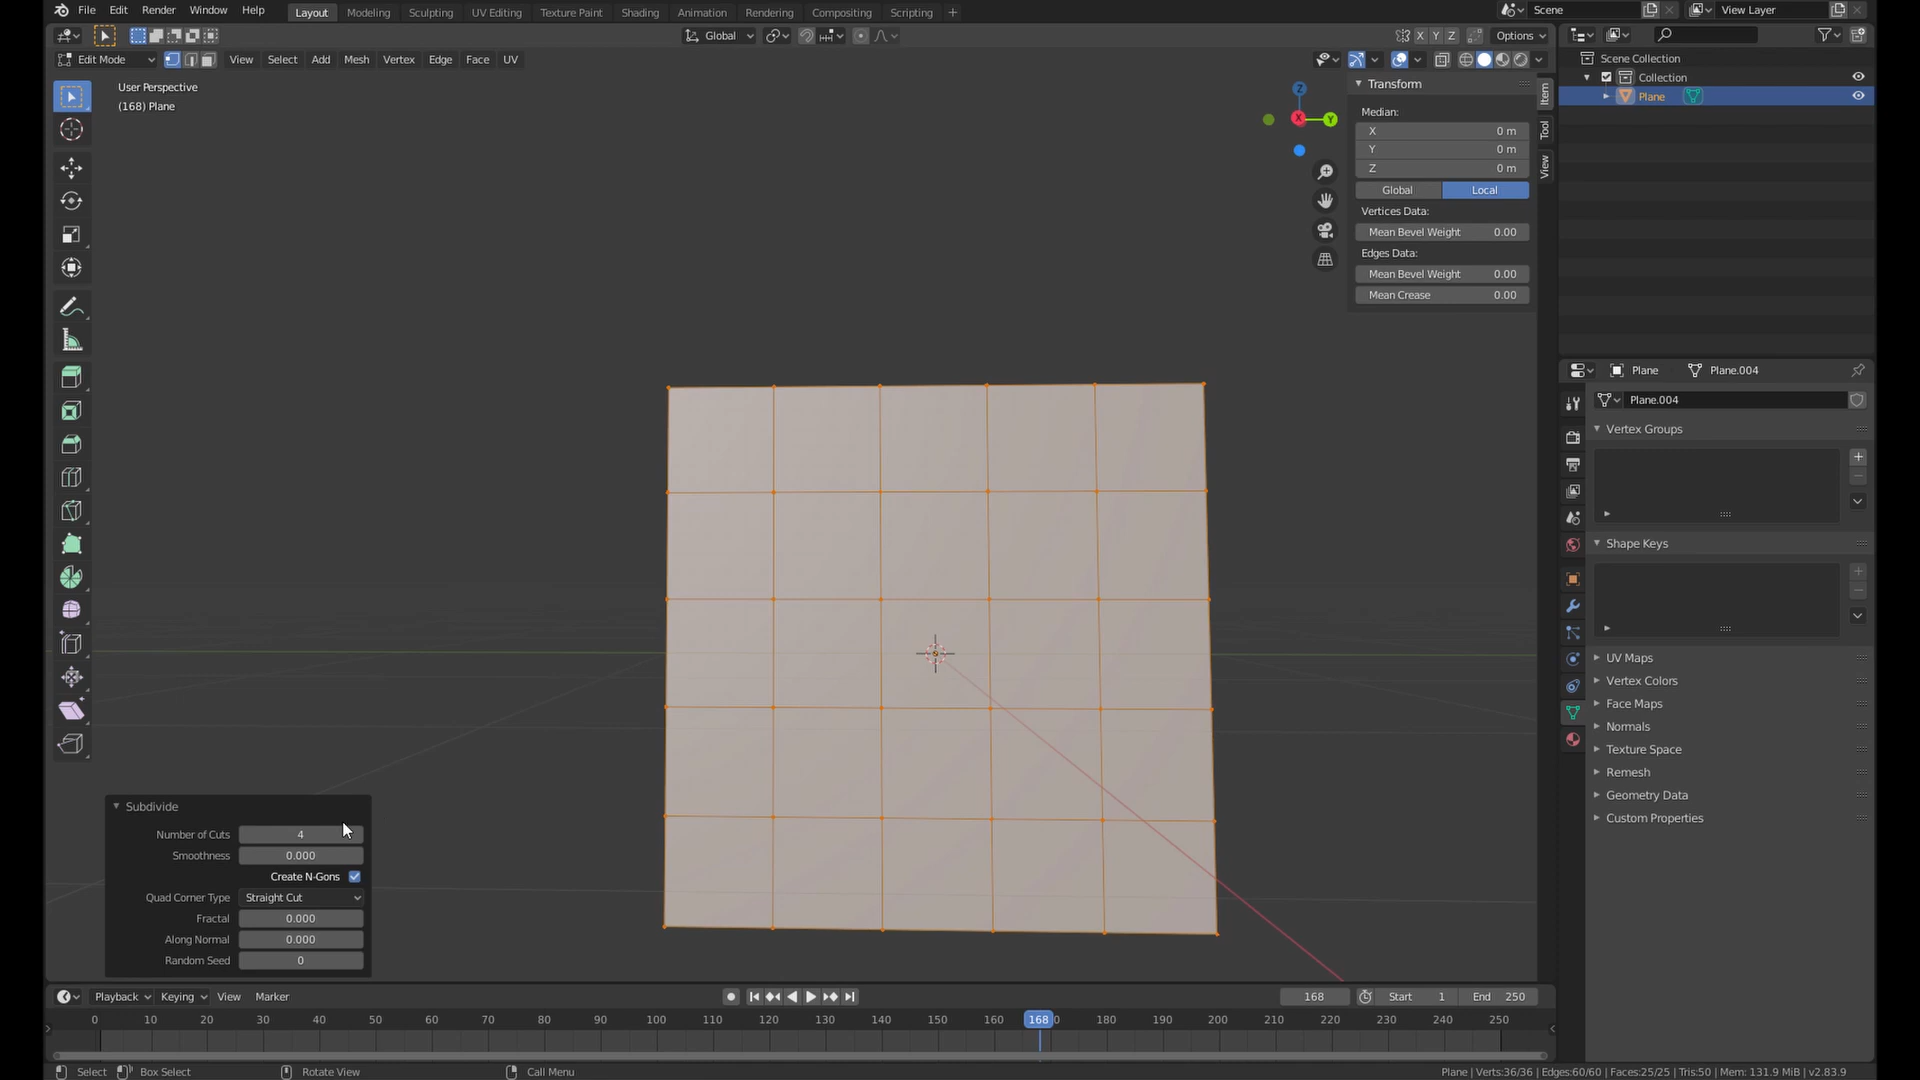 File Edit Render Window Help Layout Modeling Sculpting UV Editing Texture Paint Shading Animation Rendering Compositing Scripting + Scene View Layer
Global X Y Z Options
Edit Mode View Select Add Mesh Vertex Edge Face UV
User Perspective
(168) Plane
Z
X Y
Transform
Median:
X 0 m
Y 0 m
Z 0 m
Global Local
Vertices Data:
Mean Bevel Weight 0.00
Edges Data:
Mean Bevel Weight 0.00
Mean Crease 0.00
Item
Tool
View
Scene Collection
Collection
Plane
Plane Plane.004
Plane.004
Vertex Groups
Shape Keys
UV Maps
Vertex Colors
Face Maps
Normals
Texture Space
Remesh
Geometry Data
Custom Properties
Subdivide
Number of Cuts 4
Smoothness 0.000
Create N-Gons
Quad Corner Type Straight Cut
Fractal 0.000
Along Normal 0.000
Random Seed 0
Playback Keying View Marker 168 Start 1 End 250
0 10 20 30 40 50 60 70 80 90 100 110 120 130 140 150 160 168 0 180 190 200 210 220 230 240 250
Select Box Select Rotate View Call Menu Plane | Verts:36/36 | Edges:60/60 | Faces:25/25 | Tris:50 | Mem: 131.9 MiB | v2.83.9